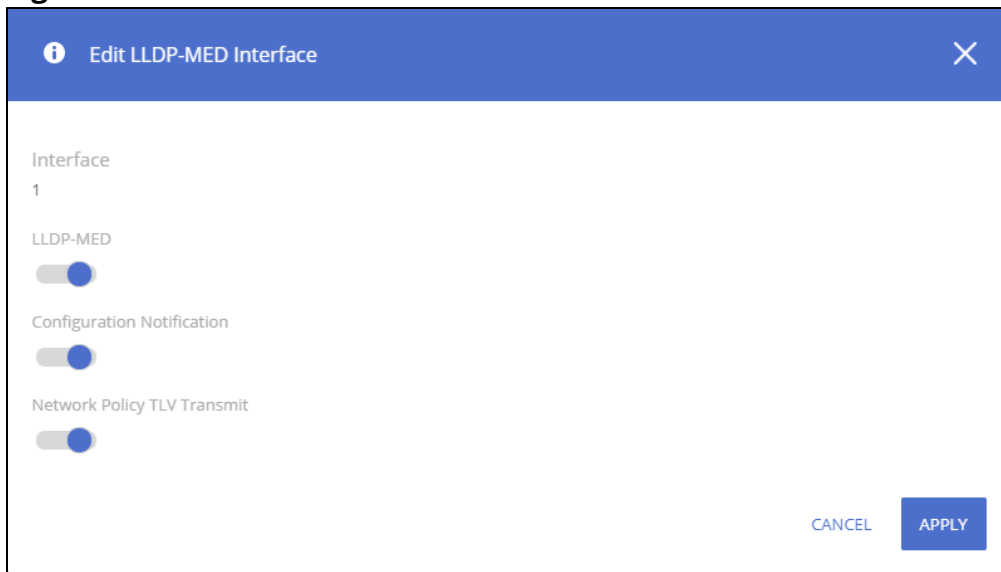 Edit LLDP-MED Interface
Interface
1
LLDP-MED
Configuration Notification
Network Policy TLV Transmit
CANCEL APPLY